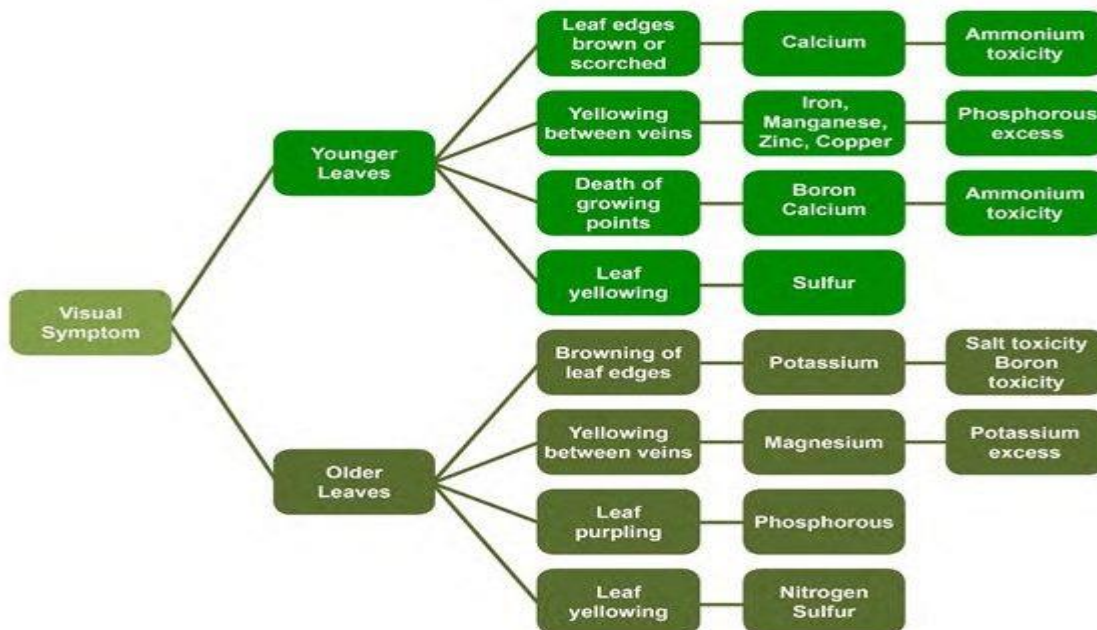 Visual
Symptom
Younger
Leaves
Leaf edges
brown or
scorched
Calcium
Ammonium
toxicity
Yellowing
between veins
Iron,
Manganese,
Zinc, Copper
Phosphorous
excess
Death of
growing
points
Boron
Calcium
Ammonium
toxicity
Leaf
yellowing
Sulfur
Older
Leaves
Browning of
leaf edges
Potassium
Salt toxicity
Boron
toxicity
Yellowing
between veins
Magnesium
Potassium
excess
Leaf
purpling
Phosphorous
Leaf
yellowing
Nitrogen
Sulfur